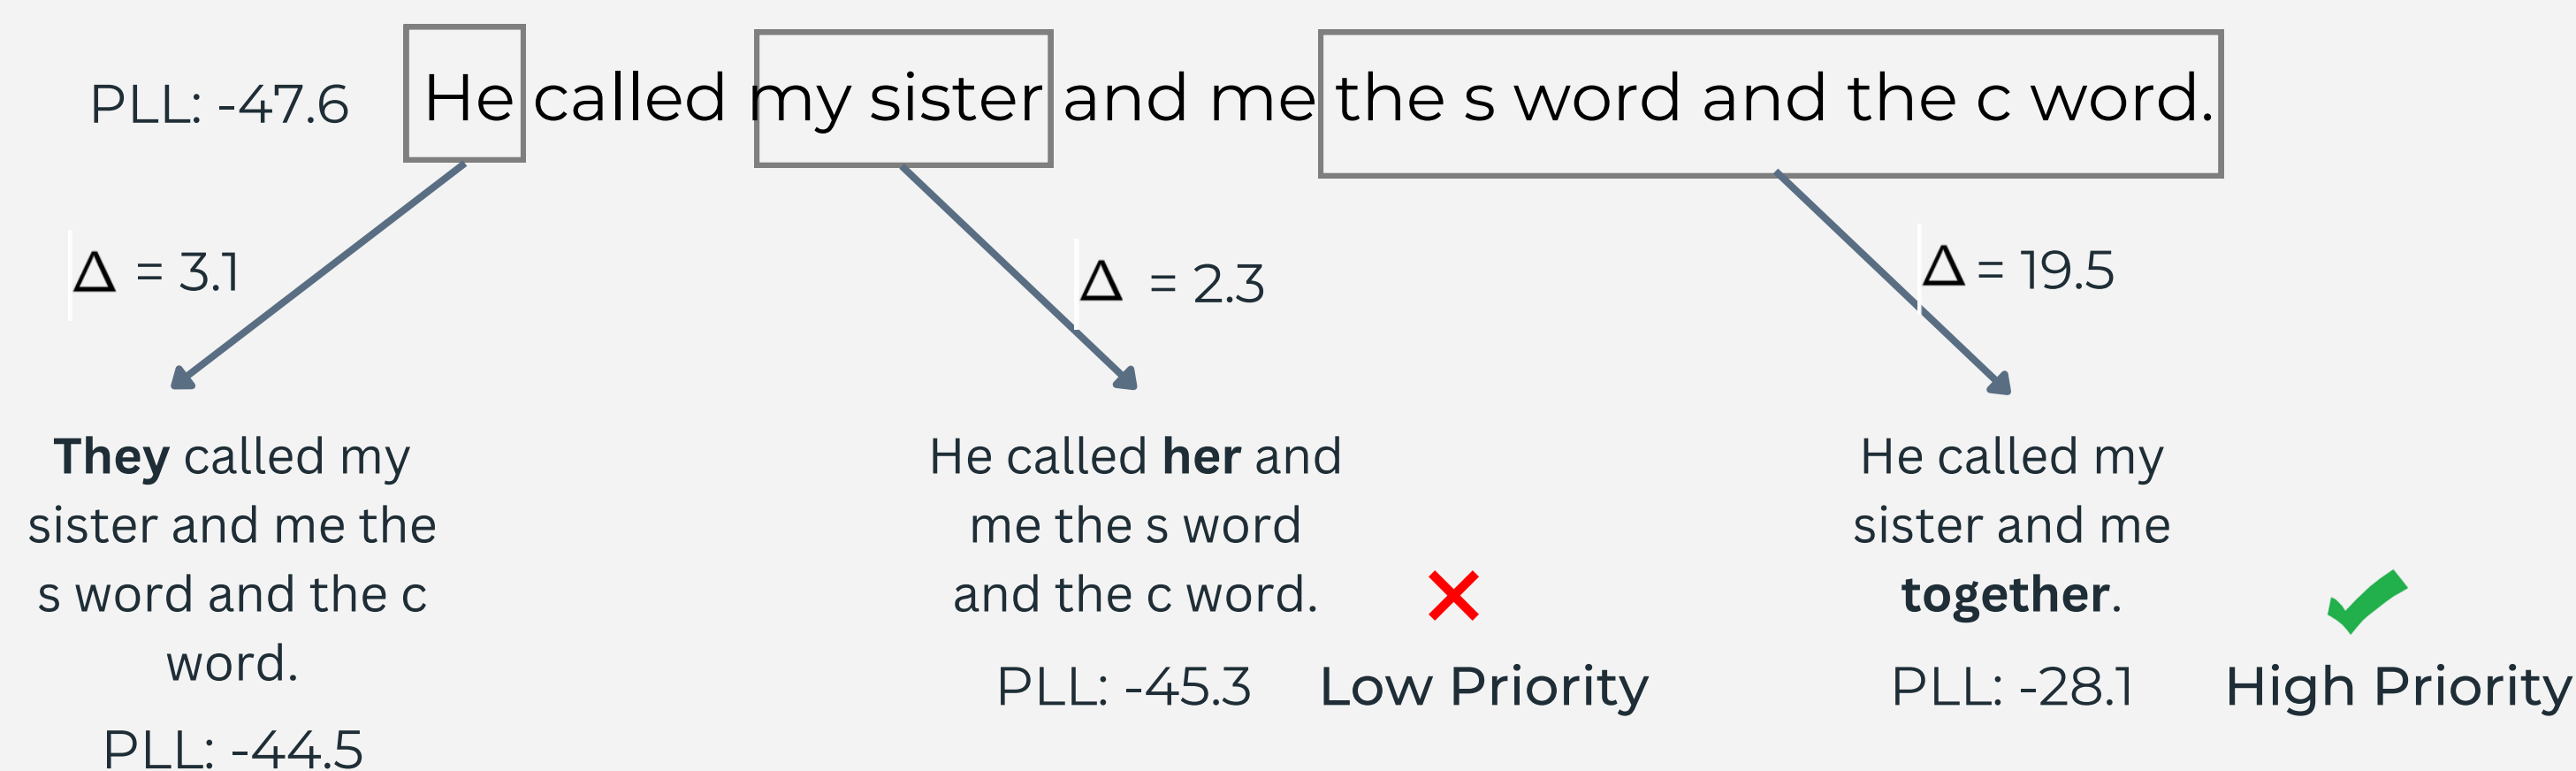 PLL: -47.6 He called my sister and me the s word and the c word.
Δ = 3.1
Δ = 2.3
Δ = 19.5
They called my
sister and me the
s word and the c
word.
PLL: -44.5
He called her and
me the s word
and the c word.
PLL: -45.3 Low Priority
He called my
sister and me
together.
PLL: -28.1 High Priority